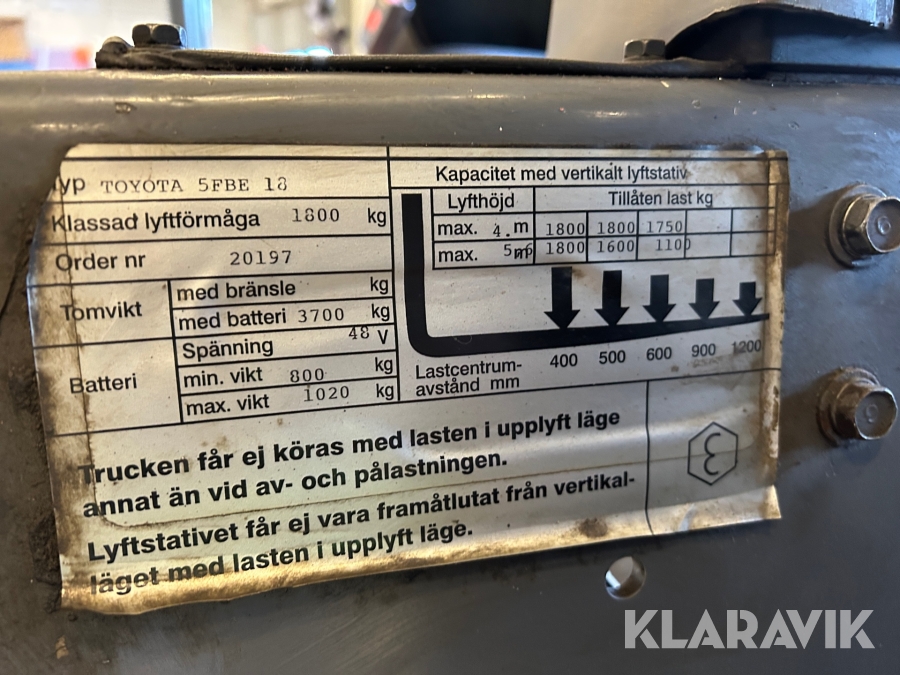 yp TOYOTA 5FBE 18
Klassad lyftförmåga 1800 kg
Order nr 20197
Tomvikt
med bränsle kg
med batteri 3700 kg
Batteri
Spänning 48 V
min. vikt 800 kg
max. vikt 1020 kg
Kapacitet med vertikalt lyftstativ
Lyfthöjd Tillåten last kg
max. 4. m 1800 1800 1750
max. 1800 1600 1100
Lastcentrum-
avstånd mm
400 500 600 900 1200
Trucken får ej köras med lasten i upplyft läge
annat än vid av- och pålastningen.
Lyftstativet får ej vara framåtlutat från vertikal-
läget med lasten i upplyft läge.
KLARAVIK